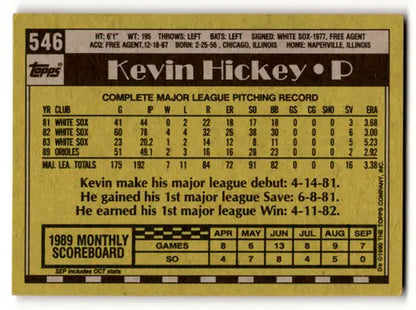 546
HT: 6'1" WT: 195 THROWS: LEFT BATS: LEFT SIGNED: WHITE SOX-1977, FREE AGENT
ACQ: FREE AGENT, 12-18-87 BORN: 2-25-56, CHICAGO, ILLINOIS HOME: NAPERVILLE, ILLINOIS
Topps
Kevin Hickey • P
COMPLETE MAJOR LEAGUE PITCHING RECORD
YR CLUB G IP W L R ER SO BB GS CG SHO SV ERA
81 WHITE SOX 41 44 0 2 22 18 17 18 0 0 0 3 3.68
82 WHITE SOX 60 78 4 4 32 26 38 30 0 0 0 6 3.00
83 WHITE SOX 23 20.2 1 2 14 12 8 11 0 0 0 5 5.23
89 ORIOLES 51 49.1 2 3 16 16 28 23 0 0 0 2 2.92
MAJ. LEA. TOTALS 175 192 7 11 84 72 91 82 0 0 0 16 3.38
Kevin make his major league debut: 4-14-81.
He gained his 1st major league Save: 6-8-81.
He earned his 1st major league Win: 4-11-82.
1989 MONTHLY SCOREBOARD APR MAY JUN JUL AUG SEP
GAMES 8 6 13 8 9 7
SO 4 7 8 4 5 0
SEP includes OCT stats
© 1990 THE TOPPS COMPANY, INC.